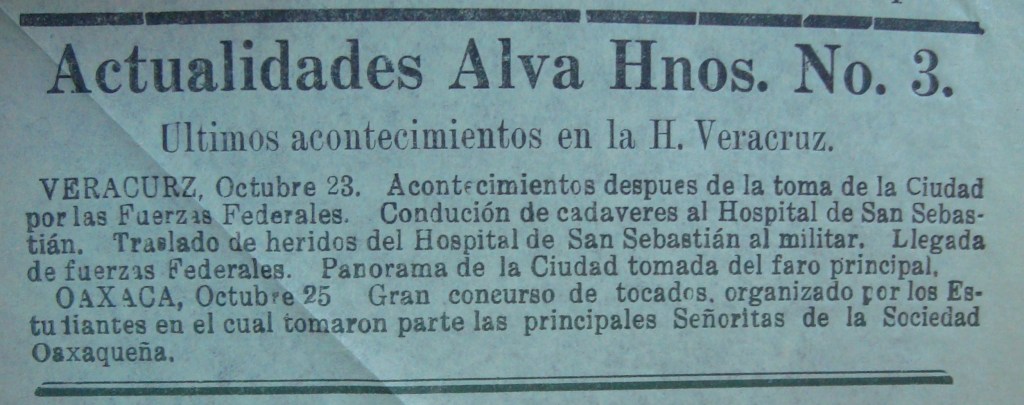 Actualidades Alva Hnos. No. 3.
Ultimos acontecimientos en la H. Veracruz.
VERACURZ, Octubre 23. Acontecimientos despues de la toma de la Ciudad
por las Fuerzas Federales. Condución de cadaveres al Hospital de San Sebas-
tián. Traslado de heridos del Hospital de San Sebastián al militar. Llegada
de fuerzas Federales. Panorama de la Ciudad tomada del faro principal.
OAXACA, Octubre 25 Gran coneurso de tocados. organizado por los Es-
tudiantes en el cual tomaron parte las principales Señoritas de la Sociedad
Oaxaqueña.